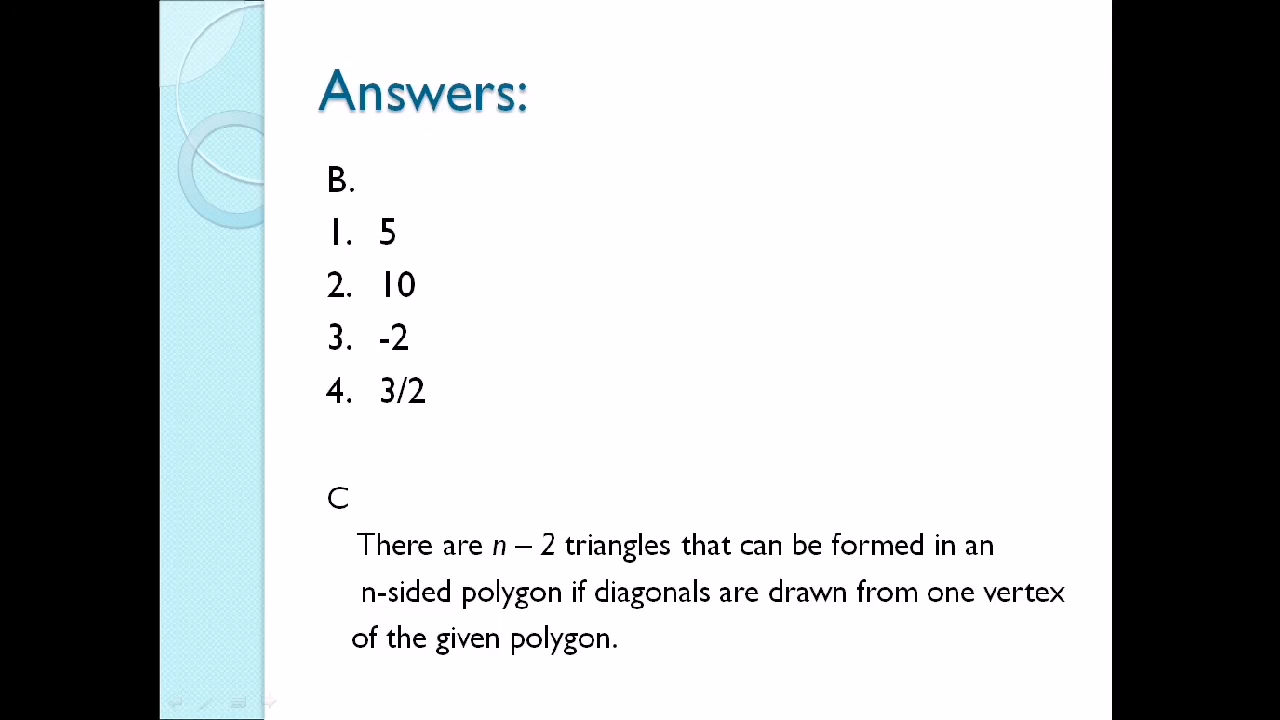 Answers:
B.
1. 5
2. 10
3. -2
4. 3/2
C
There are n – 2 triangles that can be formed in an
n-sided polygon if diagonals are drawn from one vertex
of the given polygon.